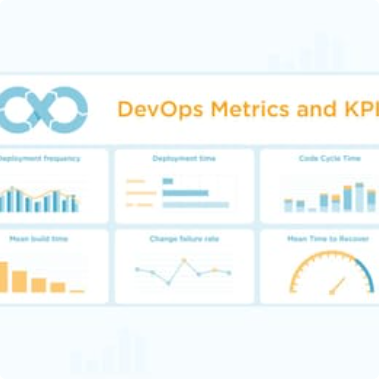 DevOps Metrics and KPI
Deployment frequency
Deployment time
Code Cycle Time
Mean build time
Change failure rate
Mean Time to Recover